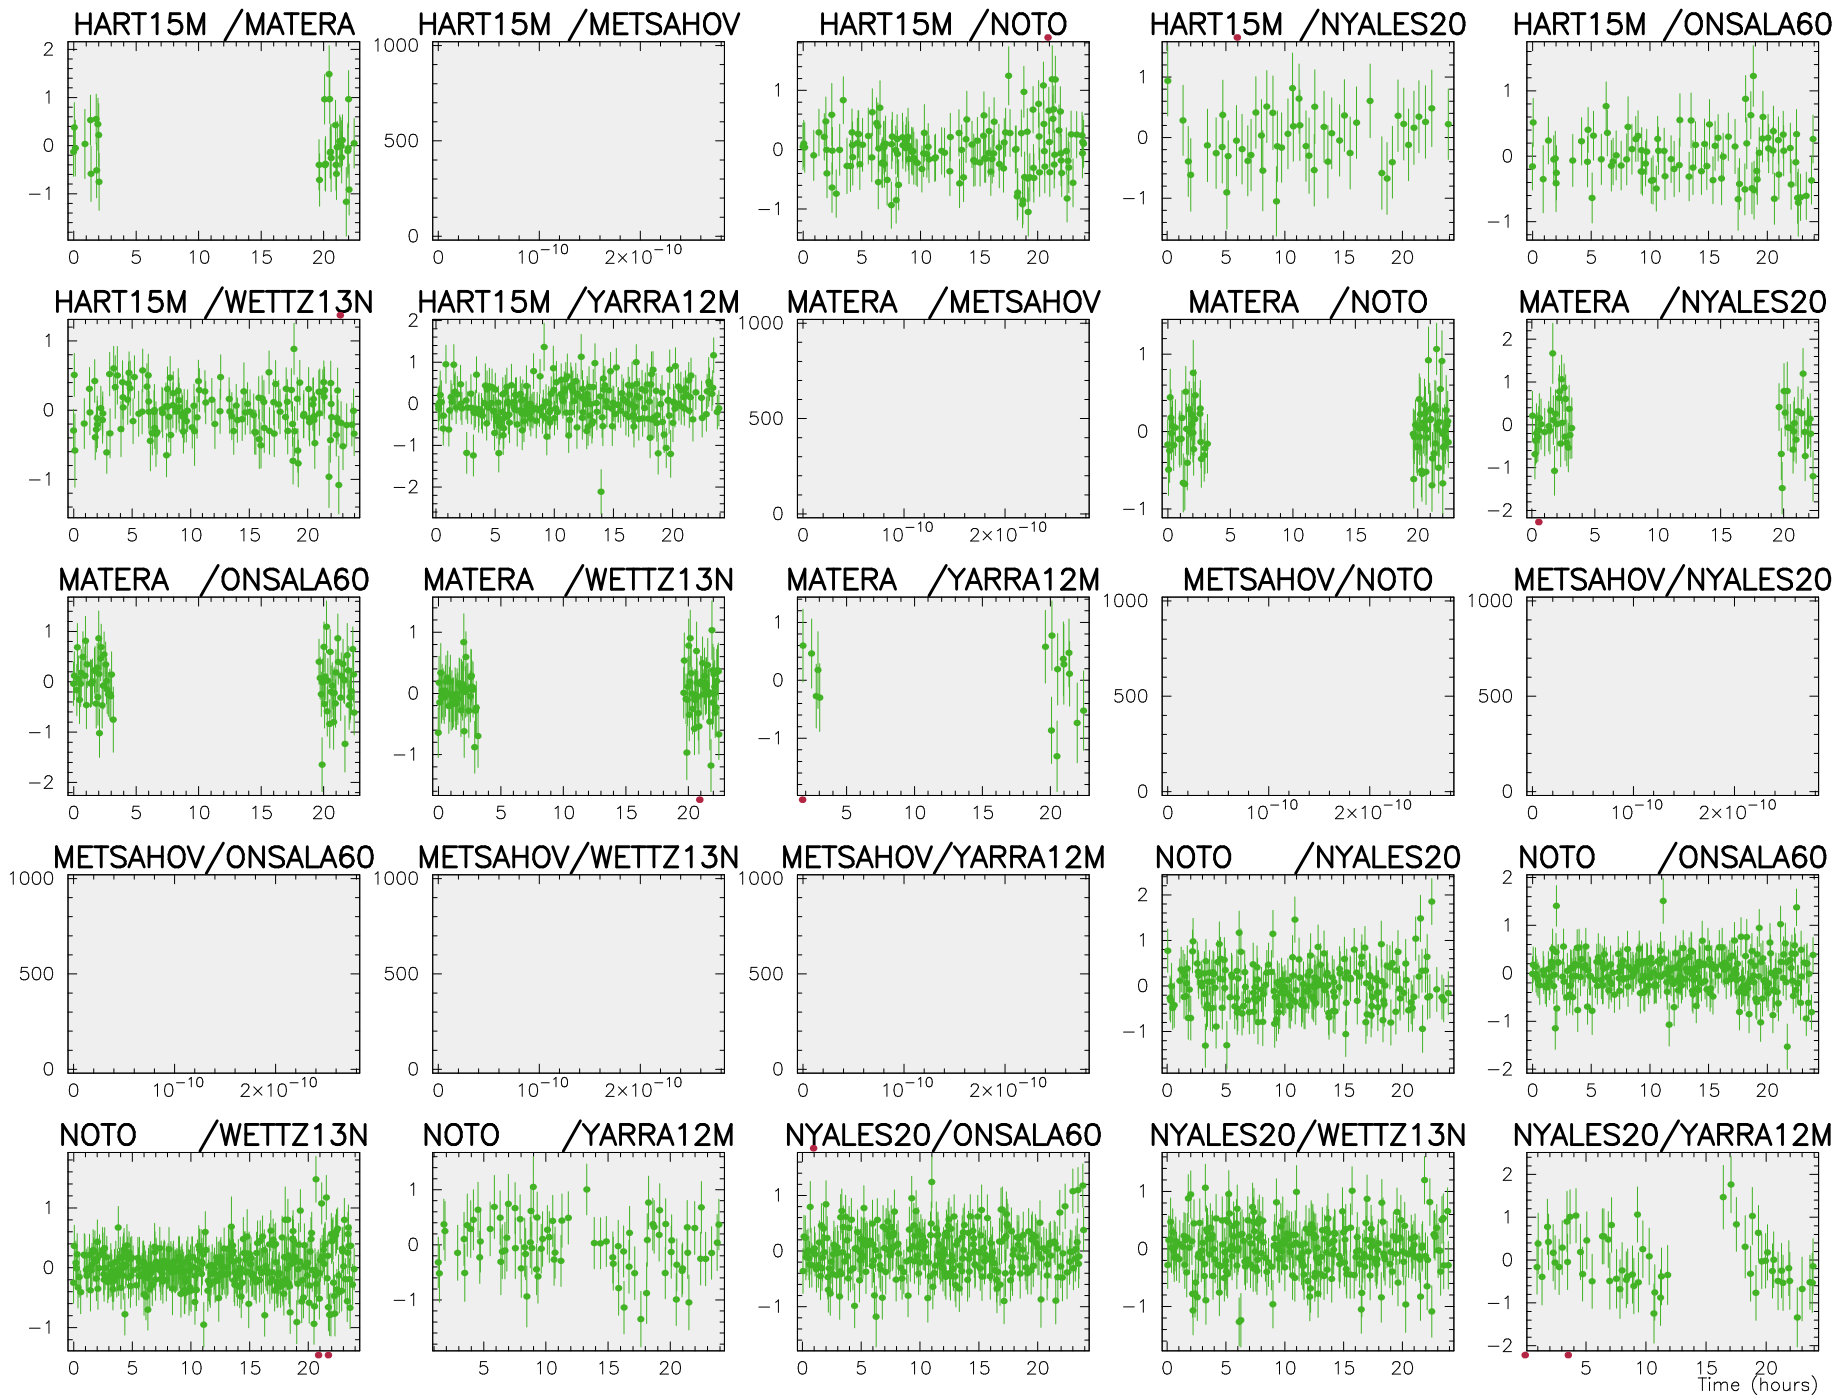 HART15M /MATERA HART15M /METSAHOV HART15M /NOTO HART15M /NYALES20 HART15M /ONSALA60
2 1 0 −1
0 5 10 15 20
1000 500 0
0 10−10 2×10−10
1 0 −1
0 5 10 15 20
1 0 −1
0 5 10 15 20
1 0 −1
0 5 10 15 20
HART15M /WETTZ13N HART15M /YARRA12M MATERA /METSAHOV MATERA /NOTO MATERA /NYALES20
1 0 −1
0 5 10 15 20
2 1 0 −1 −2
0 5 10 15 20
1000 500 0
0 10−10 2×10−10
1 0 −1
0 5 10 15 20
2 1 0 −1 −2
0 5 10 15 20
MATERA /ONSALA60 MATERA /WETTZ13N MATERA /YARRA12M METSAHOV/NOTO METSAHOV/NYALES20
1 0 −1 −2
0 5 10 15 20
1 0 −1
0 5 10 15 20
1 0 −1
5 10 15 20
1000 500 0
0 10−10 2×10−10
1000 500 0
0 10−10 2×10−10
METSAHOV/ONSALA60 METSAHOV/WETTZ13N METSAHOV/YARRA12M NOTO /NYALES20 NOTO /ONSALA60
1000 500 0
0 10−10 2×10−10
1000 500 0
0 10−10 2×10−10
1000 500 0
0 10−10 2×10−10
2 1 0 −1
0 5 10 15 20
2 1 0 −1 −2
0 5 10 15 20
NOTO /WETTZ13N NOTO /YARRA12M NYALES20/ONSALA60 NYALES20/WETTZ13N NYALES20/YARRA12M
1 0 −1
0 5 10 15 20
1 0 −1
5 10 15 20
1 0 −1
0 5 10 15 20
1 0 −1
0 5 10 15 20
2 1 0 −1 −2
5 10 15 20
Time (hours)